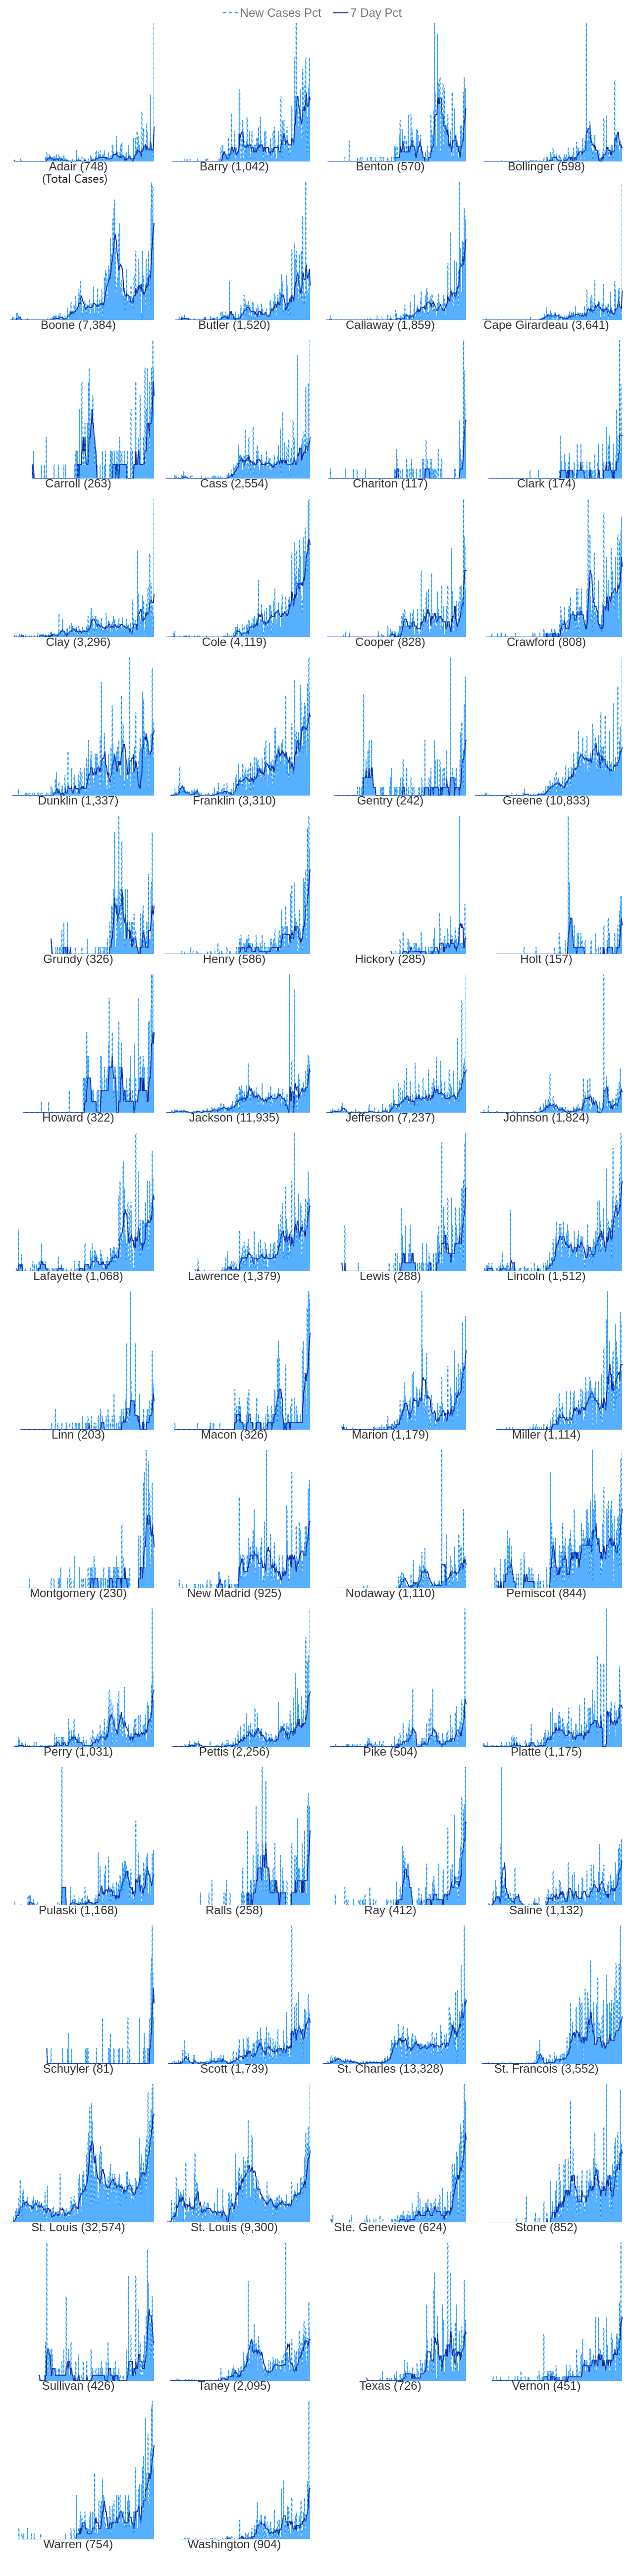 New Cases Pct 7 Day Pct
Adair (748) Barry (1,042) Benton (570) Bollinger (598)
(Total Cases)
Boone (7,384) Butler (1,520) Callaway (1,859) Cape Girardeau (3,641)
Carroll (263) Cass (2,554) Chariton (117) Clark (174)
Clay (3,296) Cole (4,119) Cooper (828) Crawford (808)
Dunklin (1,337) Franklin (3,310) Gentry (242) Greene (10,833)
Grundy (326) Henry (586) Hickory (285) Holt (157)
Howard (322) Jackson (11,935) Jefferson (7,237) Johnson (1,824)
Lafayette (1,068) Lawrence (1,379) Lewis (288) Lincoln (1,512)
Linn (203) Macon (326) Marion (1,179) Miller (1,114)
Montgomery (230) New Madrid (925) Nodaway (1,110) Pemiscot (844)
Perry (1,031) Pettis (2,256) Pike (504) Platte (1,175)
Pulaski (1,168) Ralls (258) Ray (412) Saline (1,132)
Schuyler (81) Scott (1,739) St. Charles (13,328) St. Francois (3,552)
St. Louis (32,574) St. Louis (9,300) Ste. Genevieve (624) Stone (852)
Sullivan (426) Taney (2,095) Texas (726) Vernon (451)
Warren (754) Washington (904)